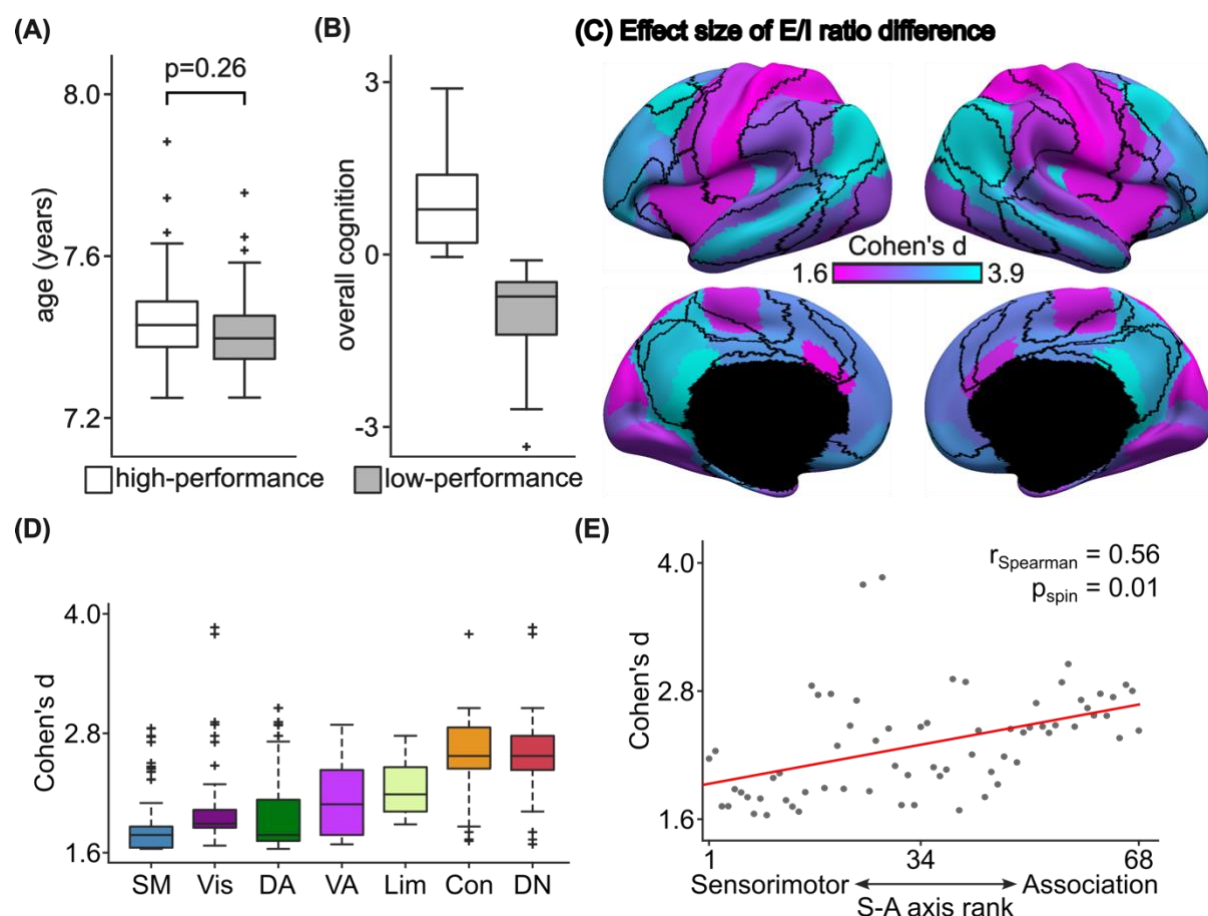 (A)
p=0.26
8.0
7.6
7.2
age (years)
(B)
3
0
-3
overall cognition
high-performance
low-performance
(C) Effect size of E/I ratio difference
Cohen's d
1.6
3.9
(D)
4.0
2.8
1.6
Cohen's d
SM Vis DA VA Lim Con DN
(E)
rSpearman = 0.56
pspin = 0.01
4.0
2.8
1.6
Cohen's d
1 34 68
Sensorimotor Association
S-A axis rank